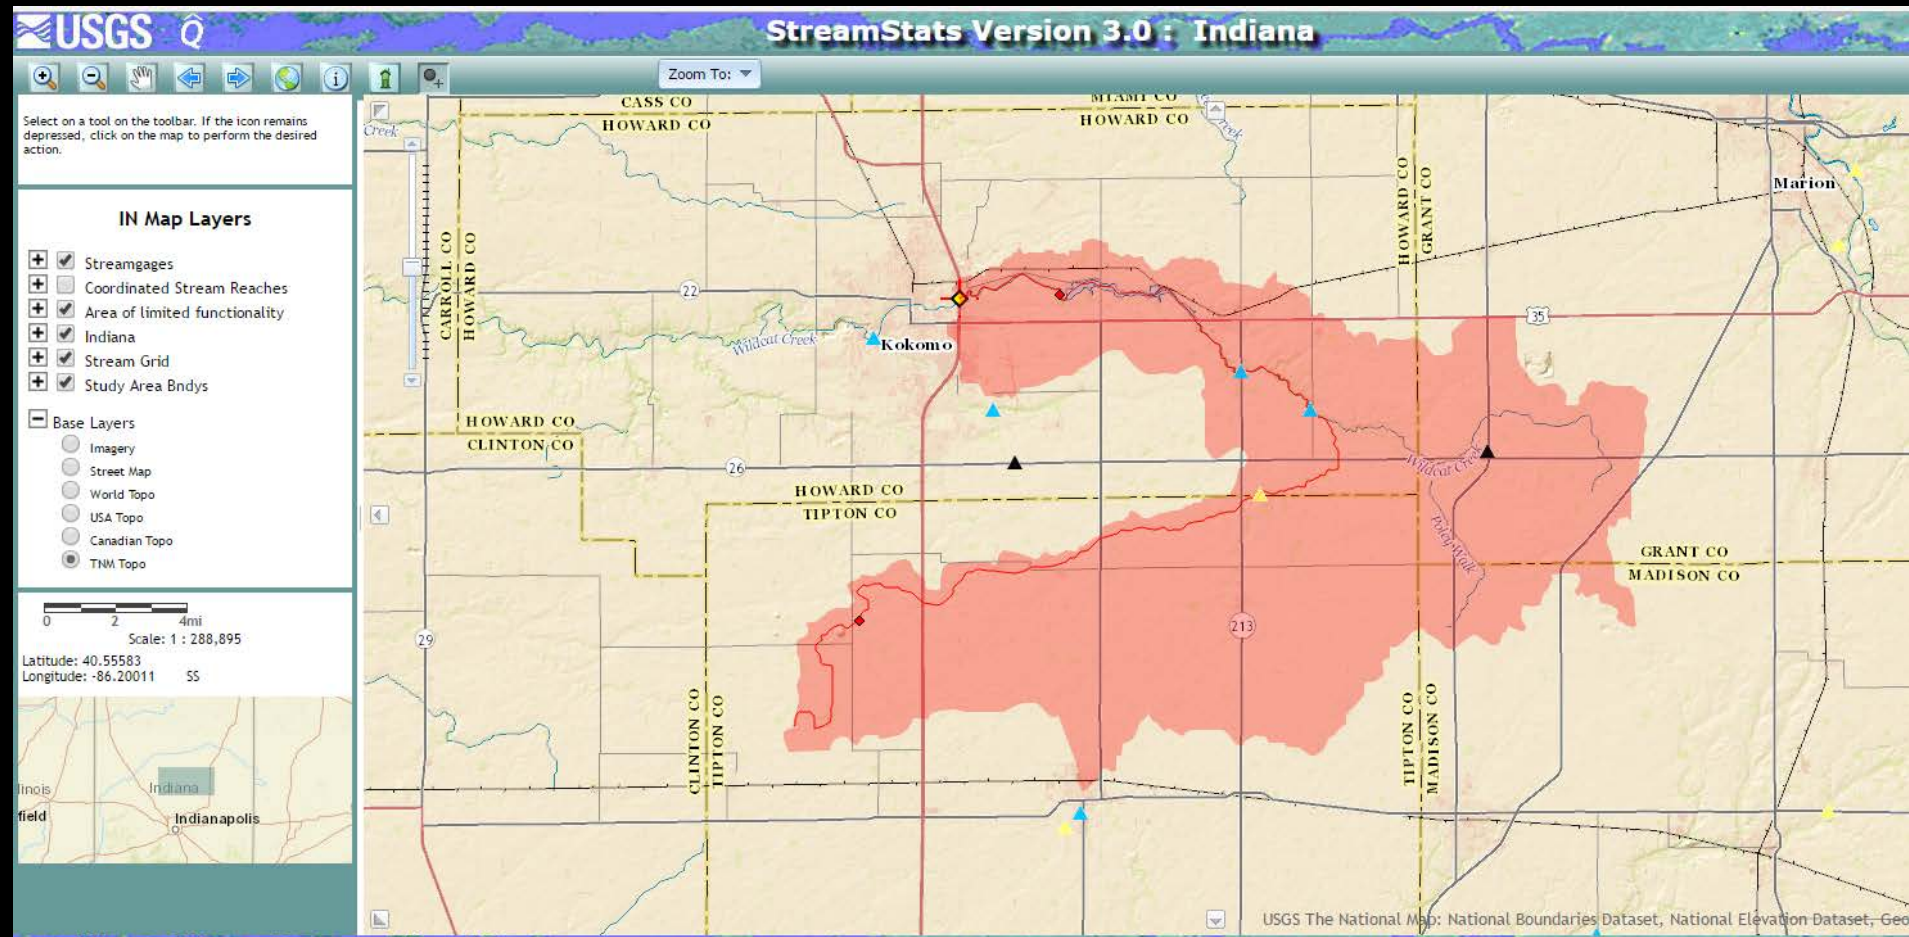 USGS Q̂
StreamStats Version 3.0 : Indiana
Zoom To:
Select on a tool on the toolbar. If the icon remains
depressed, click on the map to perform the desired
action.
IN Map Layers
Streamgages
Coordinated Stream Reaches
Area of limited functionality
Indiana
Stream Grid
Study Area Bndys
Base Layers
Imagery
Street Map
World Topo
USA Topo
Canadian Topo
TNM Topo
0 2 4mi
Scale: 1 : 288,895
Latitude: 40.55583
Longitude: -86.20011 SS
linois
Indiana
field
Indianapolis
CASS CO
HOWARD CO
MIAMI CO
HOWARD CO
Creek
reek
HOWARD CO
GRANT CO
Marion
CARROLL CO
HOWARD CO
22
35
Wildcat Creek
Kokomo
HOWARD CO
CLINTON CO
26
Wildcat Creek
HOWARD CO
TIPTON CO
Polev Walk
GRANT CO
MADISON CO
29
213
CLINTON CO
TIPTON CO
TIPTON CO
MADISON CO
USGS The National Map: National Boundaries Dataset, National Elevation Dataset, Geo